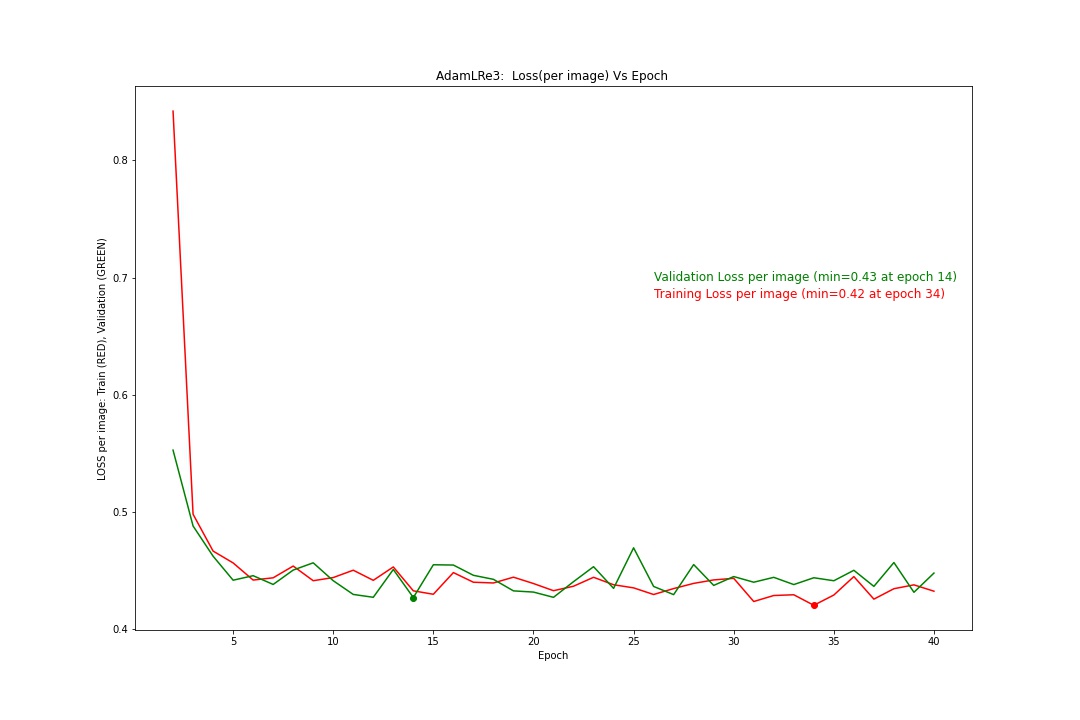 AdamLRe3:  Loss(per image) Vs Epoch
LOSS per image: Train (RED), Validation (GREEN)
0.8
0.7
0.6
0.5
0.4
Validation Loss per image (min=0.43 at epoch 14)
Training Loss per image (min=0.42 at epoch 34)
5 10 15 20 25 30 35 40
Epoch